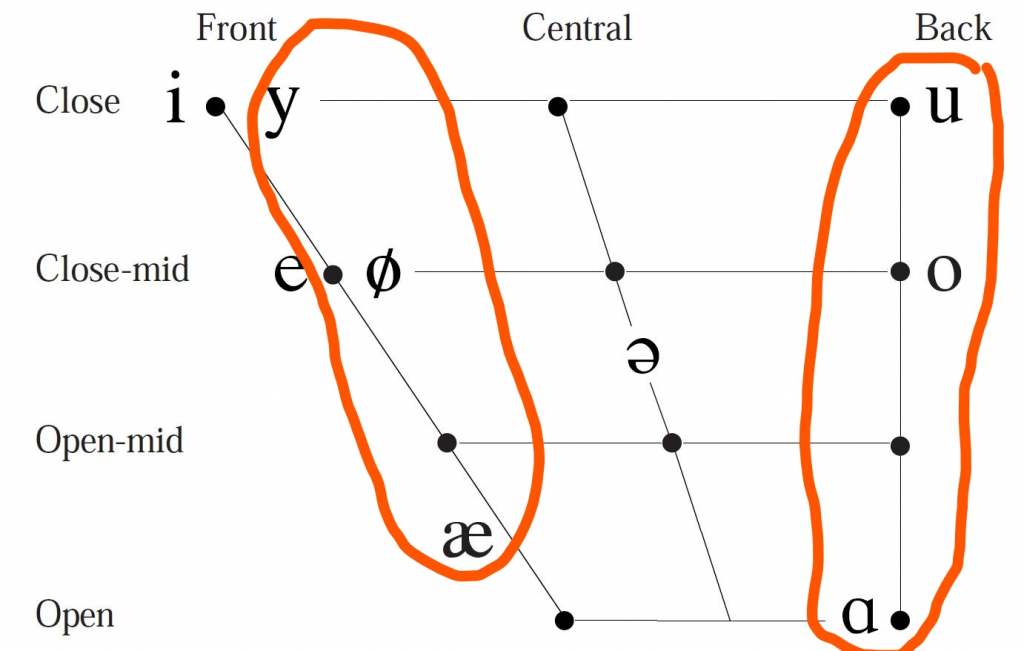 Front Central Back
Close i y u
Close-mid e ø o
ə
Open-mid
æ
Open ɑ